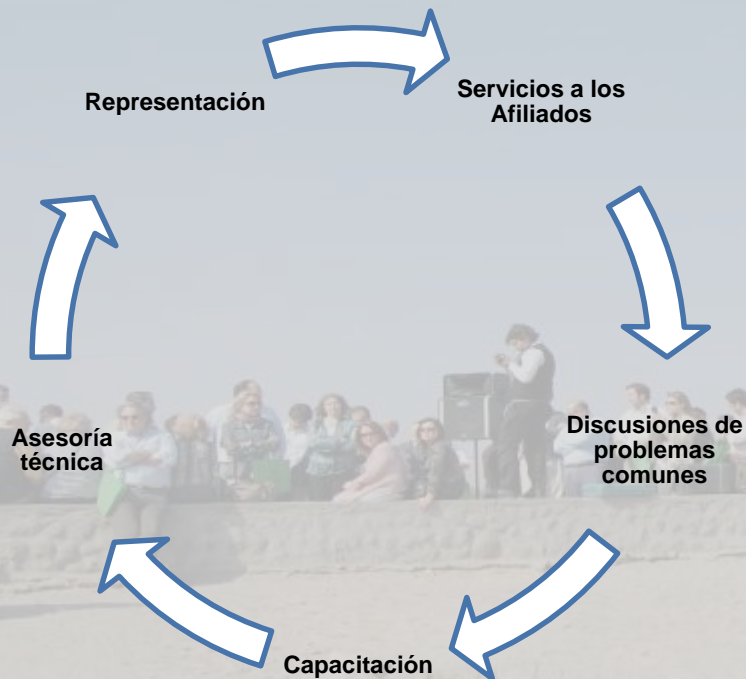 Representación
Servicios a los
Afiliados
Discusiones de
problemas
comunes
Capacitación
Asesoría
técnica